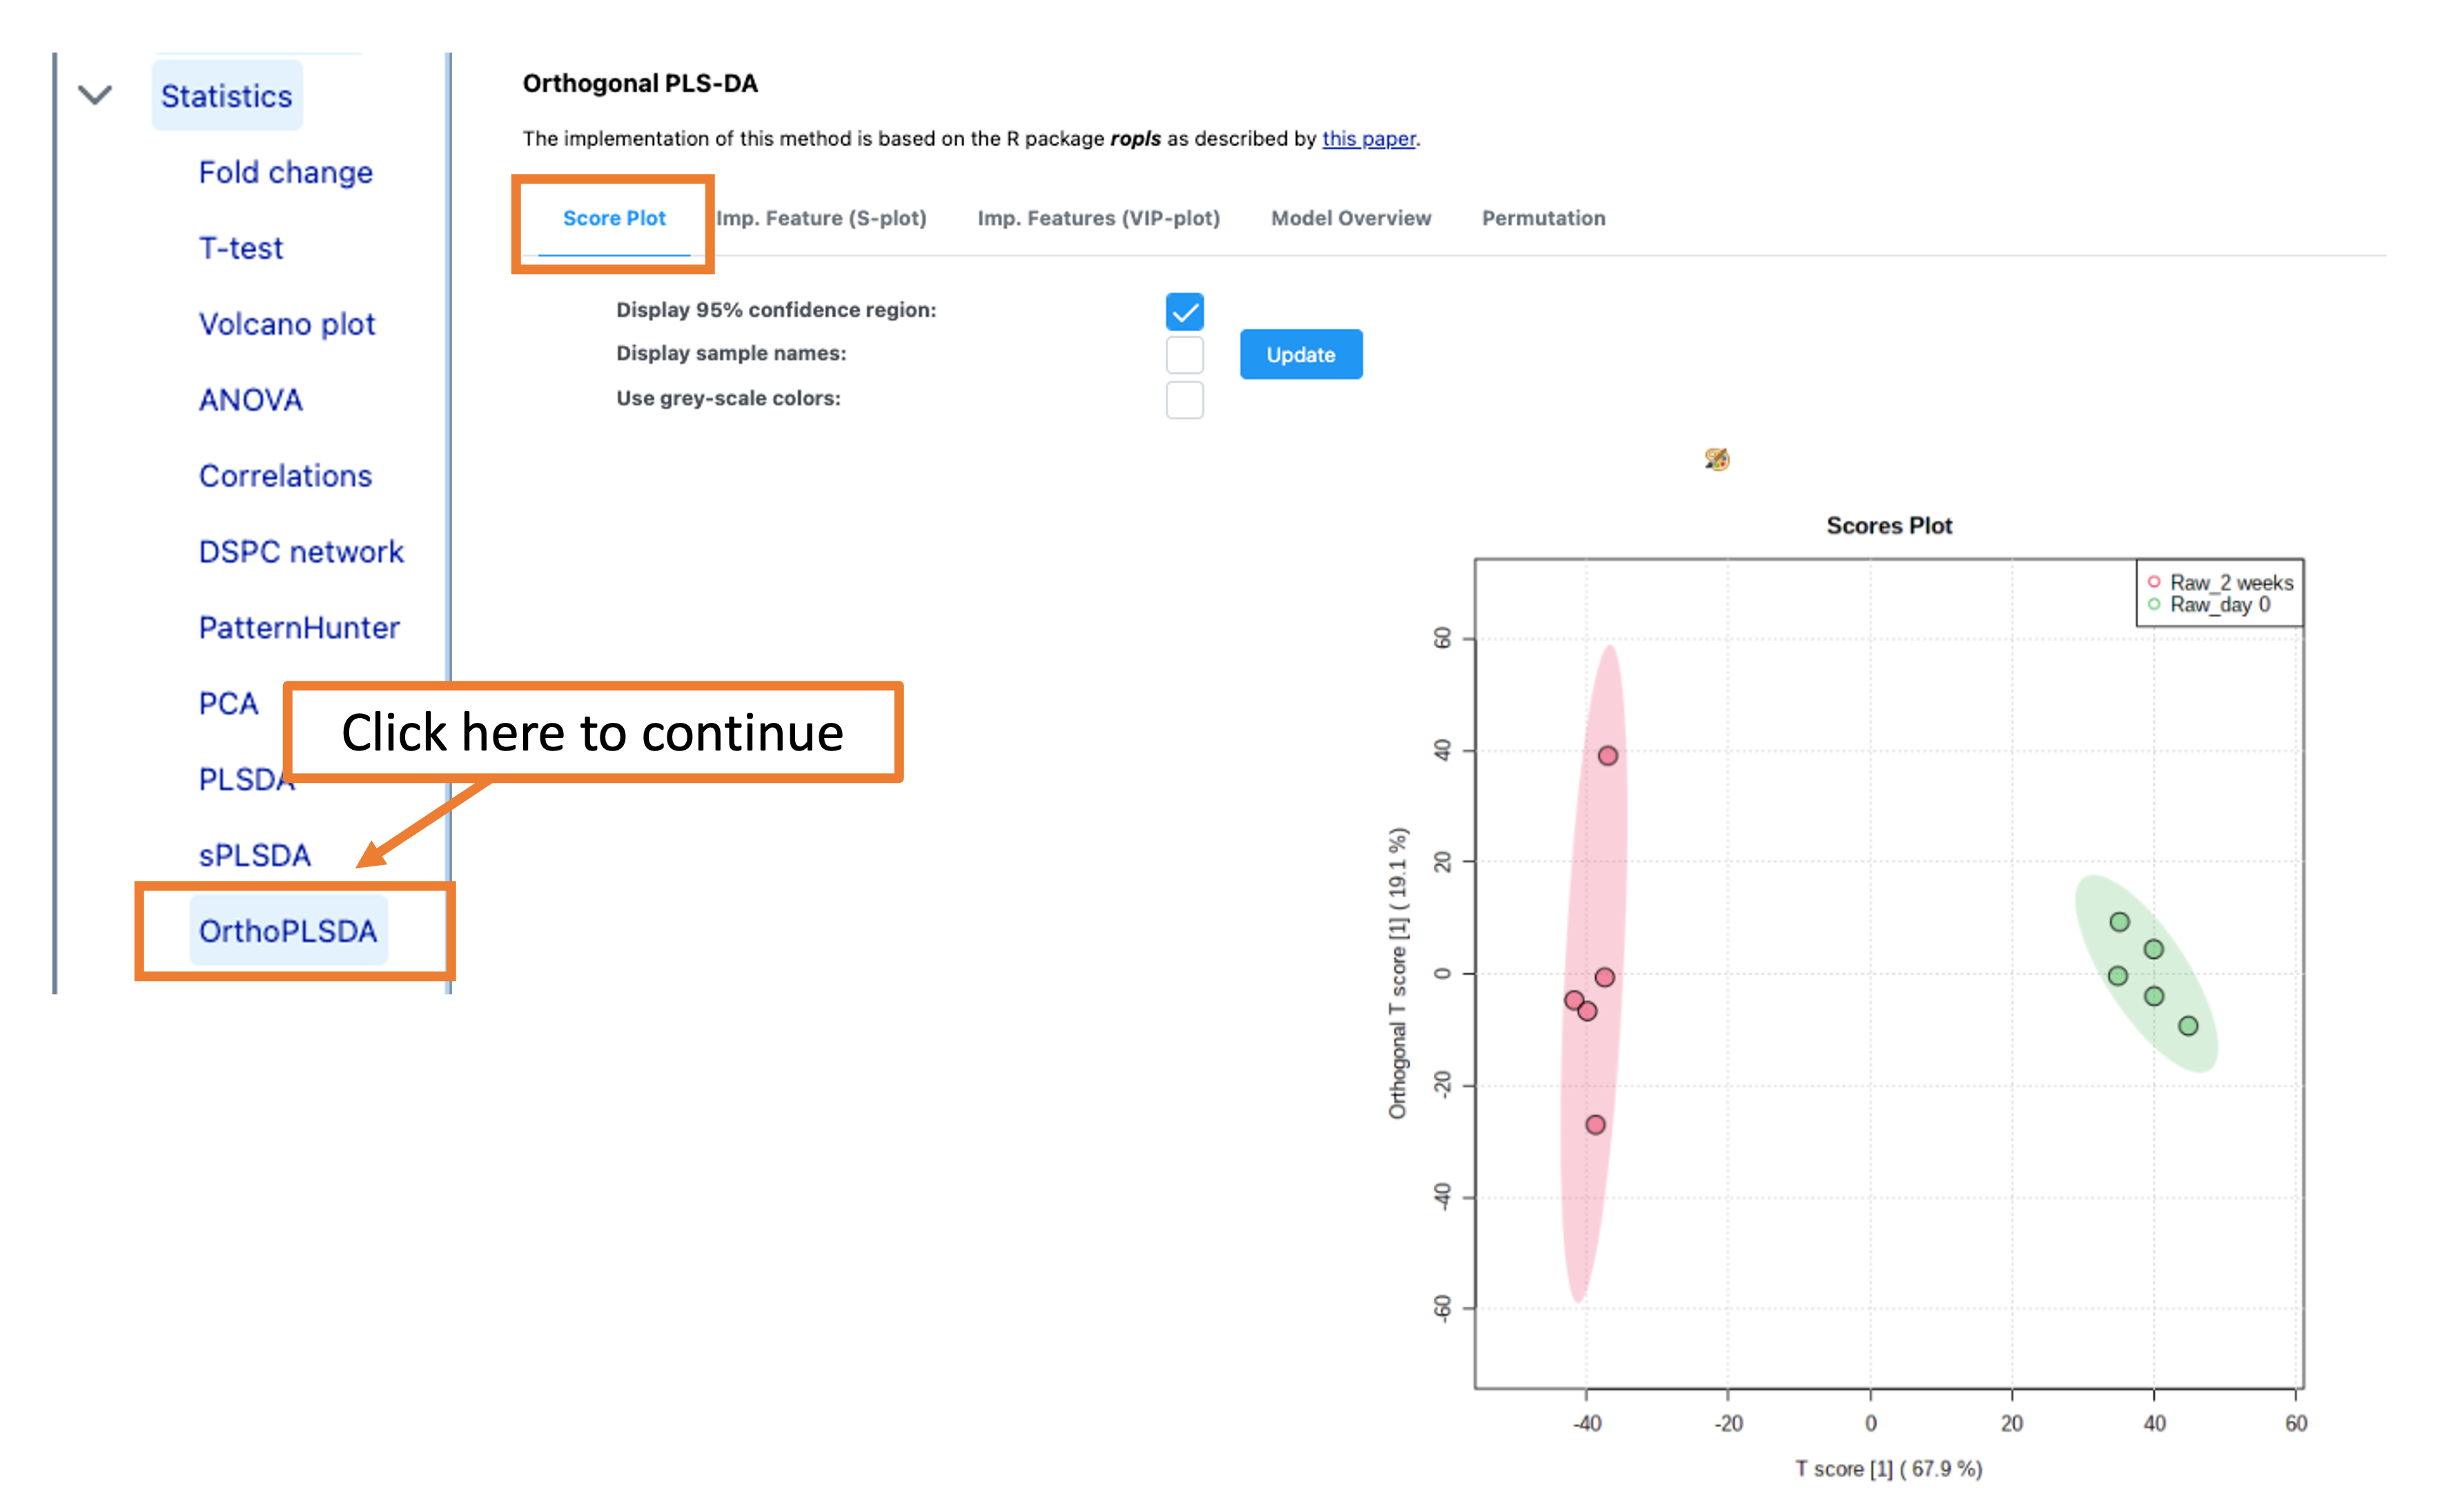 Statistics
Fold change
T-test
Volcano plot
ANOVA
Correlations
DSPC network
PatternHunter
PCA
PLSDA
sPLSDA
OrthoPLSDA
Click here to continue
Orthogonal PLS-DA
The implementation of this method is based on the R package ropls as described by this paper.
Score Plot Imp. Feature (S-plot) Imp. Features (VIP-plot) Model Overview Permutation
Display 95% confidence region:
Display sample names:
Use grey-scale colors:
Update
Scores Plot
Raw_2 weeks
Raw_day 0
Orthogonal T score [1] ( 19.1 %)
60
40
20
0
-20
-40
-60
-40 -20 0 20 40 60
T score [1] ( 67.9 %)